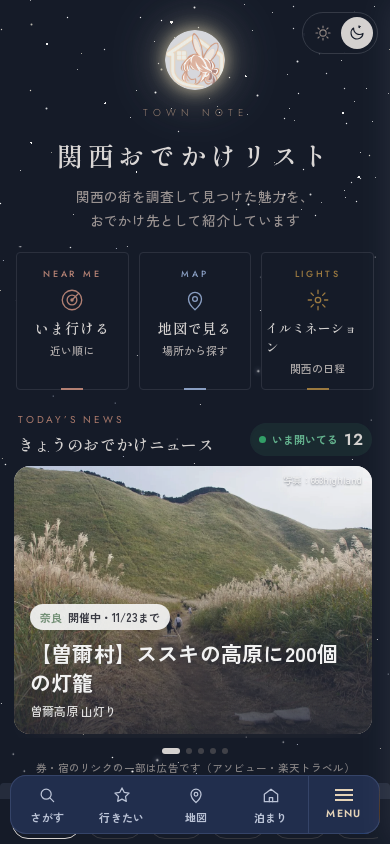 TOWN NOTE
関西おでかけリスト
関西の街を調査して見つけた魅力を、
おでかけ先として紹介しています
NEAR ME
いま行ける
近い順に
MAP
地図で見る
場所から探す
LIGHTS
イルミネーショ
ン
関西の日程
TODAY'S NEWS
きょうのおでかけニュース
いま開いてる 12
写真：663highland
奈良 開催中・11/23まで
【曽爾村】ススキの高原に200個
の灯籠
曽爾高原 山灯り
券・宿のリンクの一部は広告です（アソビュー・楽天トラベル）
さがす
行きたい
地図
泊まり
MENU